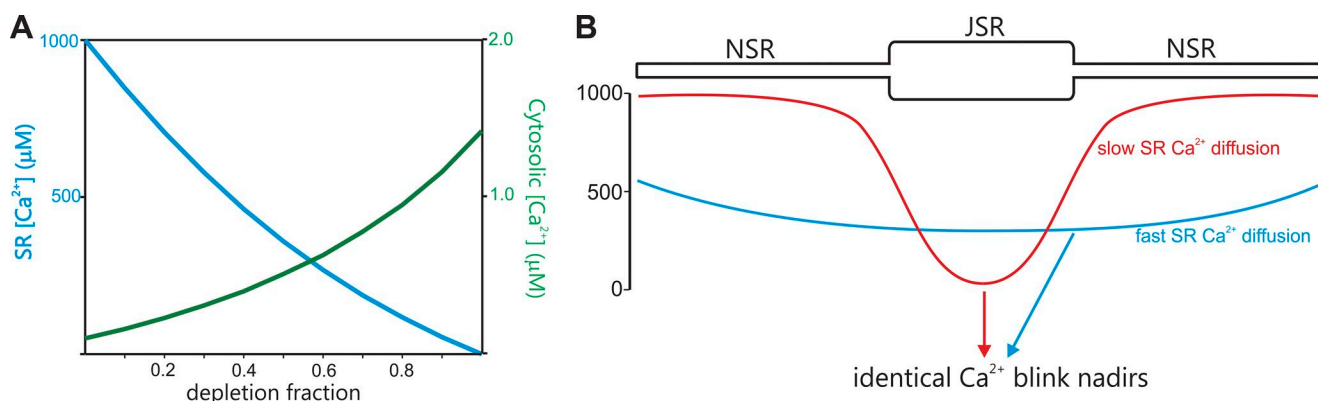 A
1000
500
SR [Ca²⁺] (μM)
2.0
1.0
Cytosolic [Ca²⁺] (μM)
0.2 0.4 0.6 0.8
depletion fraction
B
JSR
NSR NSR
1000
500
0
slow SR Ca²⁺ diffusion
fast SR Ca²⁺ diffusion
identical Ca²⁺ blink nadirs